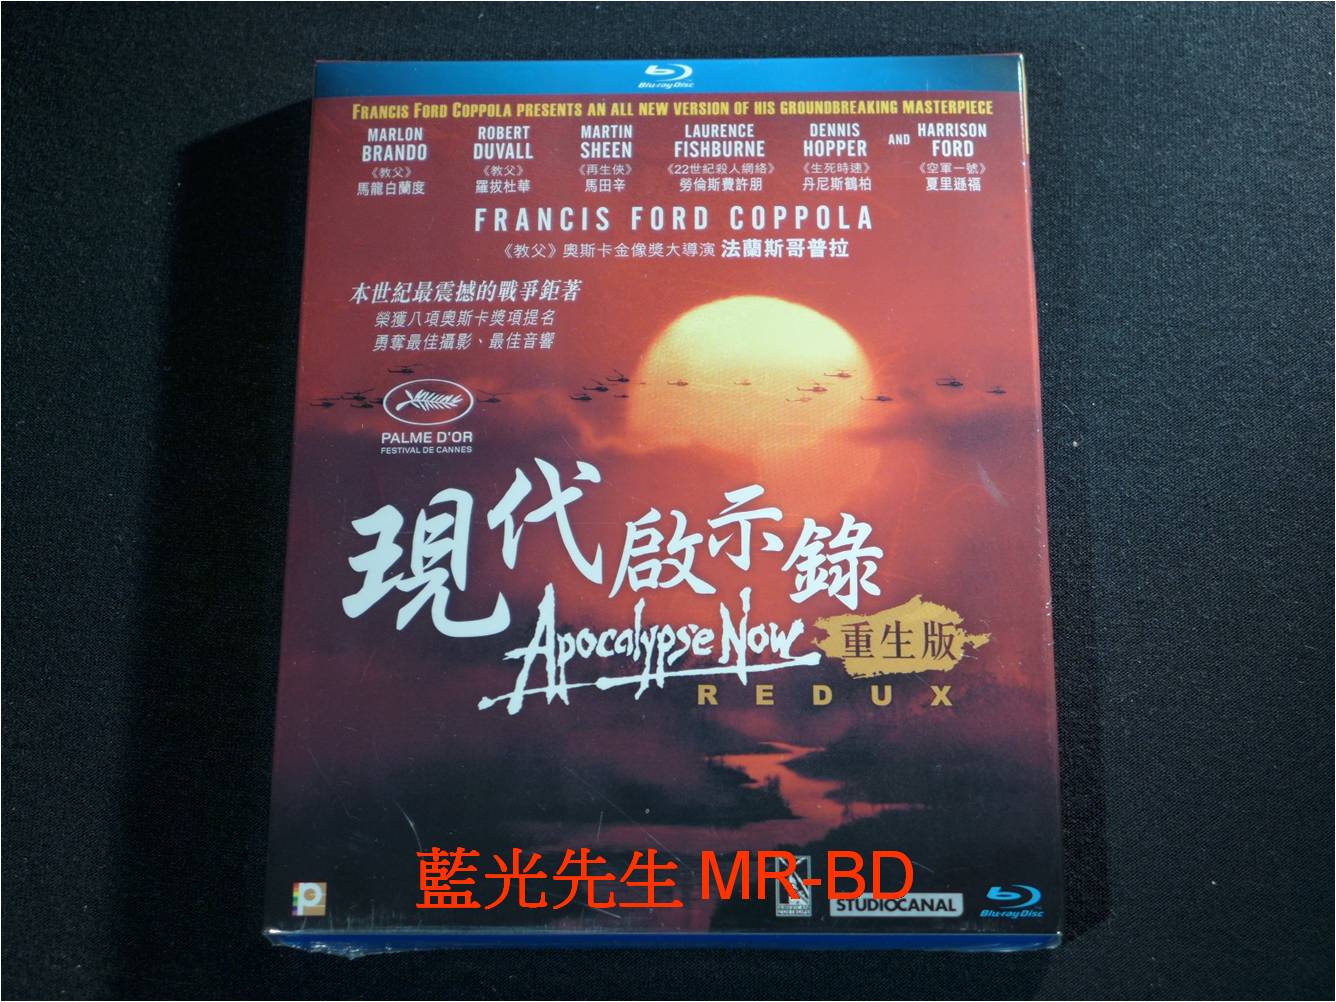 Blu-ray Disc
FRANCIS FORD COPPOLA PRESENTS AN ALL NEW VERSION OF HIS GROUNDBREAKING MASTERPIECE
MARLON BRANDO ROBERT DUVALL MARTIN SHEEN LAURENCE FISHBURNE DENNIS HOPPER AND HARRISON FORD
《教父》 《教父》 《再生俠》 《22世紀殺人網絡》 《生死時速》 《空軍一號》
馬龍白蘭度 羅拔杜華 馬田辛 勞倫斯費許朋 丹尼斯鶴柏 夏里遜福
FRANCIS FORD COPPOLA
《教父》奧斯卡金像獎大導演 法蘭斯哥普拉
本世紀最震撼的戰爭鉅著
榮獲八項奧斯卡獎項提名
勇奪最佳攝影、最佳音響
PALME D'OR
FESTIVAL DE CANNES
現代啟示錄
Apocalypse Now 重生版
REDUX
藍光先生 MR-BD
STUDIOCANAL
Blu-ray Disc